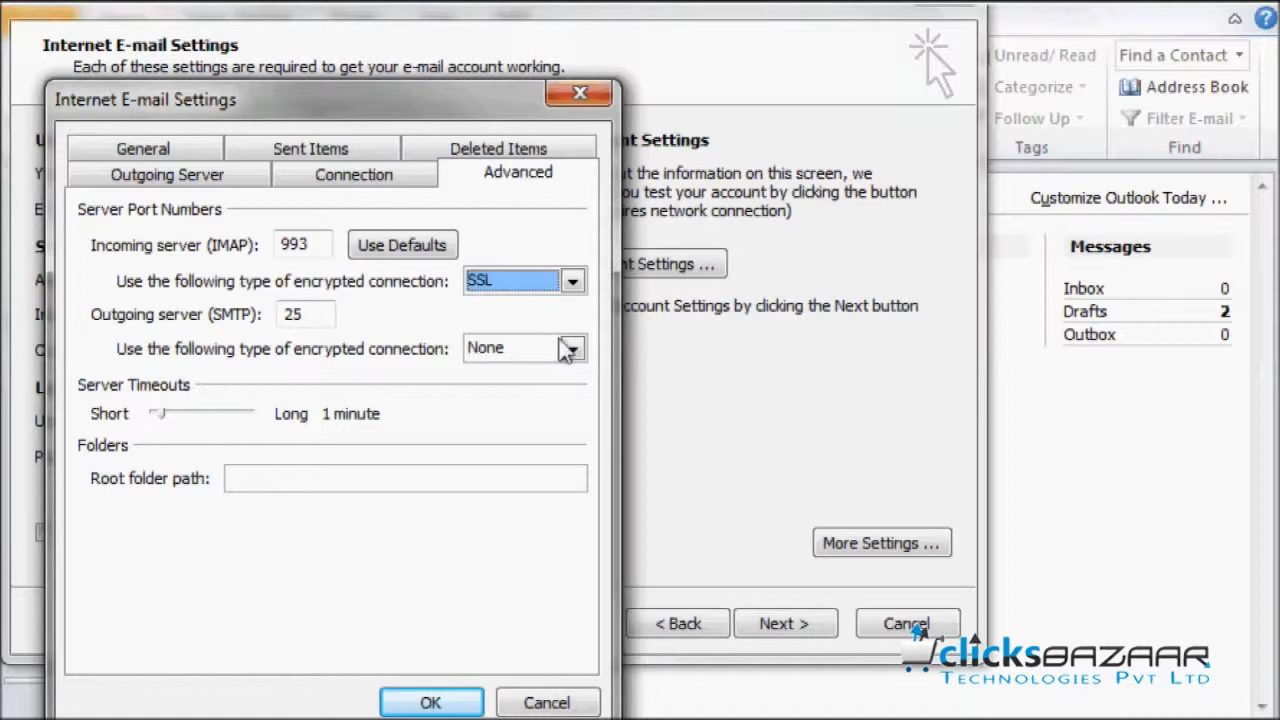 Internet E-mail Settings
Each of these settings are required to get your e-mail account working.
Internet E-mail Settings
General
Sent Items
Deleted Items
Outgoing Server
Connection
Advanced
Server Port Numbers
Incoming server (IMAP): 993 Use Defaults
Use the following type of encrypted connection: SSL
Outgoing server (SMTP): 25
Use the following type of encrypted connection: None
Server Timeouts
Short Long 1 minute
Folders
Root folder path:
OK Cancel
nt Settings
ut the information on this screen, we
ou test your account by clicking the button
ires network connection)
nt Settings ...
ccount Settings by clicking the Next button
More Settings ...
< Back Next > Cancel
Unread/ Read
Categorize
Follow Up
Tags
Find a Contact
Address Book
Filter E-mail
Find
Customize Outlook Today ...
Messages
Inbox 0
Drafts 2
Outbox 0
clicksBAZAAR
TECHNOLOGIES PVT LTD